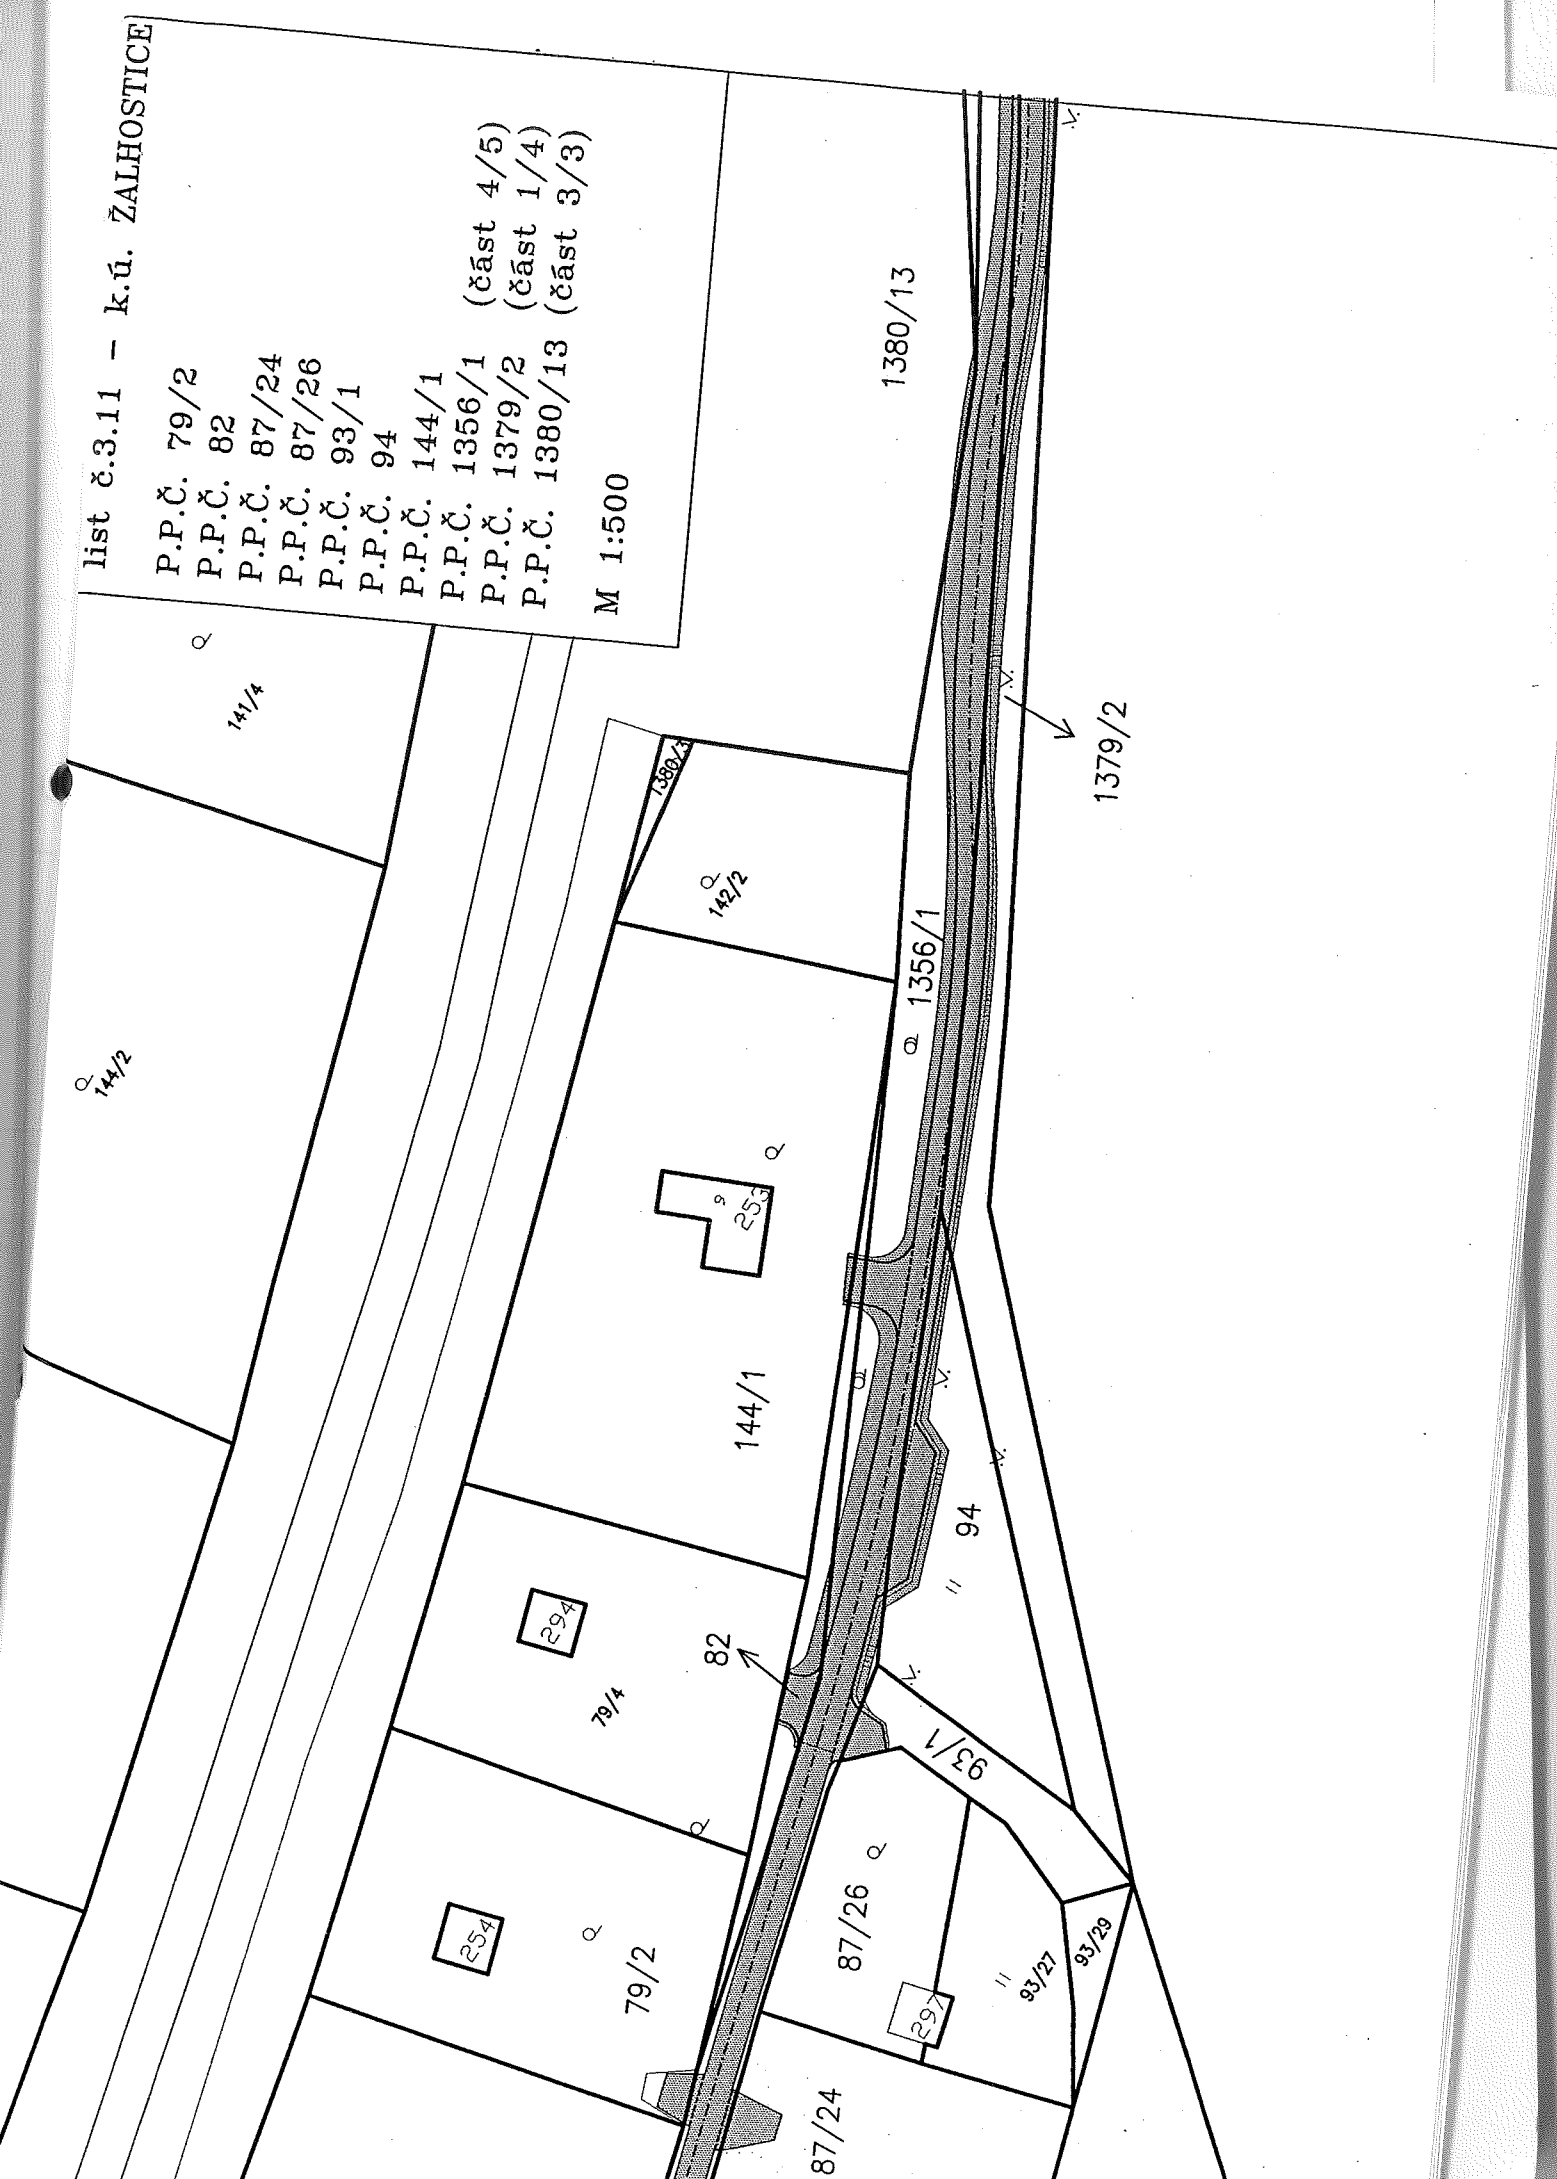 list č.3.11 - k.ú. ŽALHOSTICE
P.P.Č. 79/2
P.P.Č. 82
P.P.Č. 87/24
P.P.Č. 87/26
P.P.Č. 93/1
P.P.Č. 94
P.P.Č. 144/1
P.P.Č. 1356/1 (část 4/5)
P.P.Č. 1379/2 (část 1/4)
P.P.Č. 1380/13 (část 3/3)
M 1:500
141/4
144/2
1380/3
142/2
1380/13
1356/1
1379/2
253
144/1
94
294
82
79/4
93/1
254
79/2
87/26
297
93/27
93/29
87/24